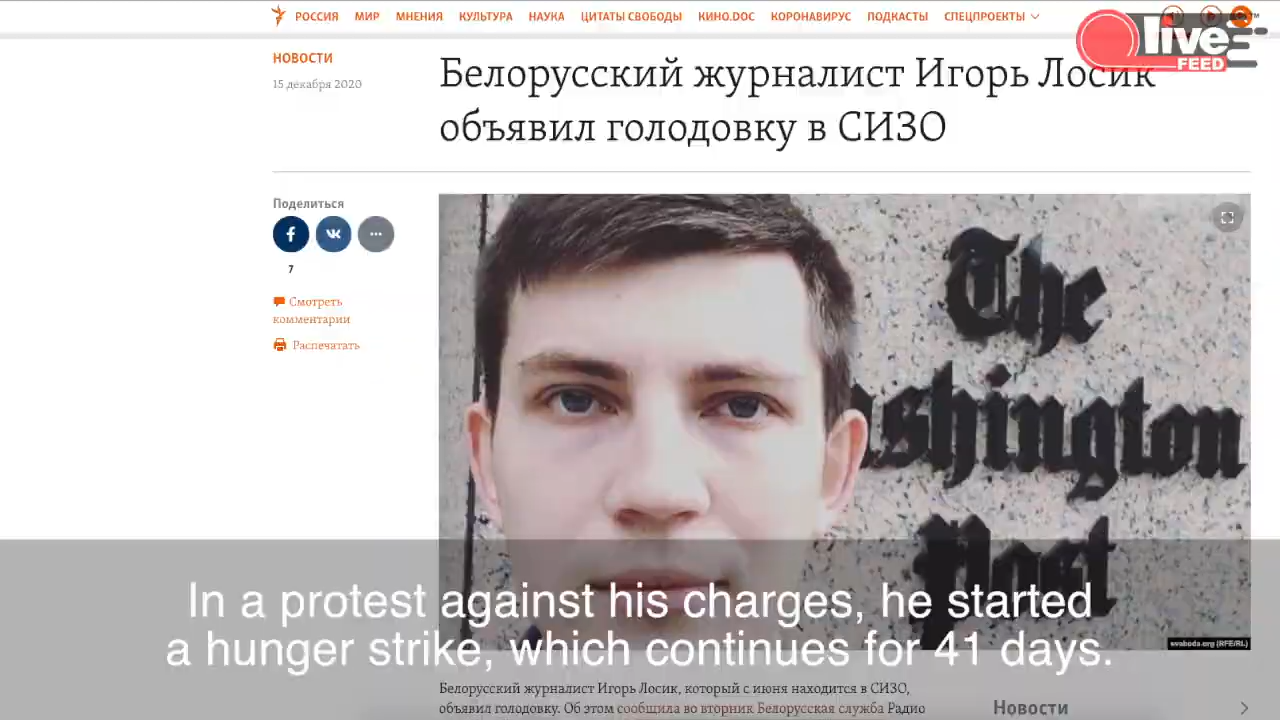 РОССИЯ МИР МНЕНИЯ КУЛЬТУРА НАУКА ЦИТАТЫ СВОБОДЫ КИНО.DOC КОРОНАВИРУС ПОДКАСТЫ СПЕЦПРОЕКТЫ
live
FEED
НОВОСТИ
15 декабря 2020
Белорусский журналист Игорь Лосик
объявил голодовку в СИЗО
Поделиться
7
Смотреть
комментарии
Распечатать
The
Washington
Post
In a protest against his charges, he started
a hunger strike, which continues for 41 days.
svaboda.org (RFE/RL)
Белорусский журналист Игорь Лосик, который с июня находится в СИЗО,
объявил голодовку. Об этом сообщила во вторник Белорусская служба Радио
Новости